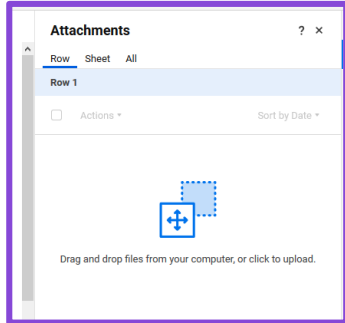 Attachments ? ×
Row Sheet All
Row 1
Actions Sort by Date
Drag and drop files from your computer, or click to upload.